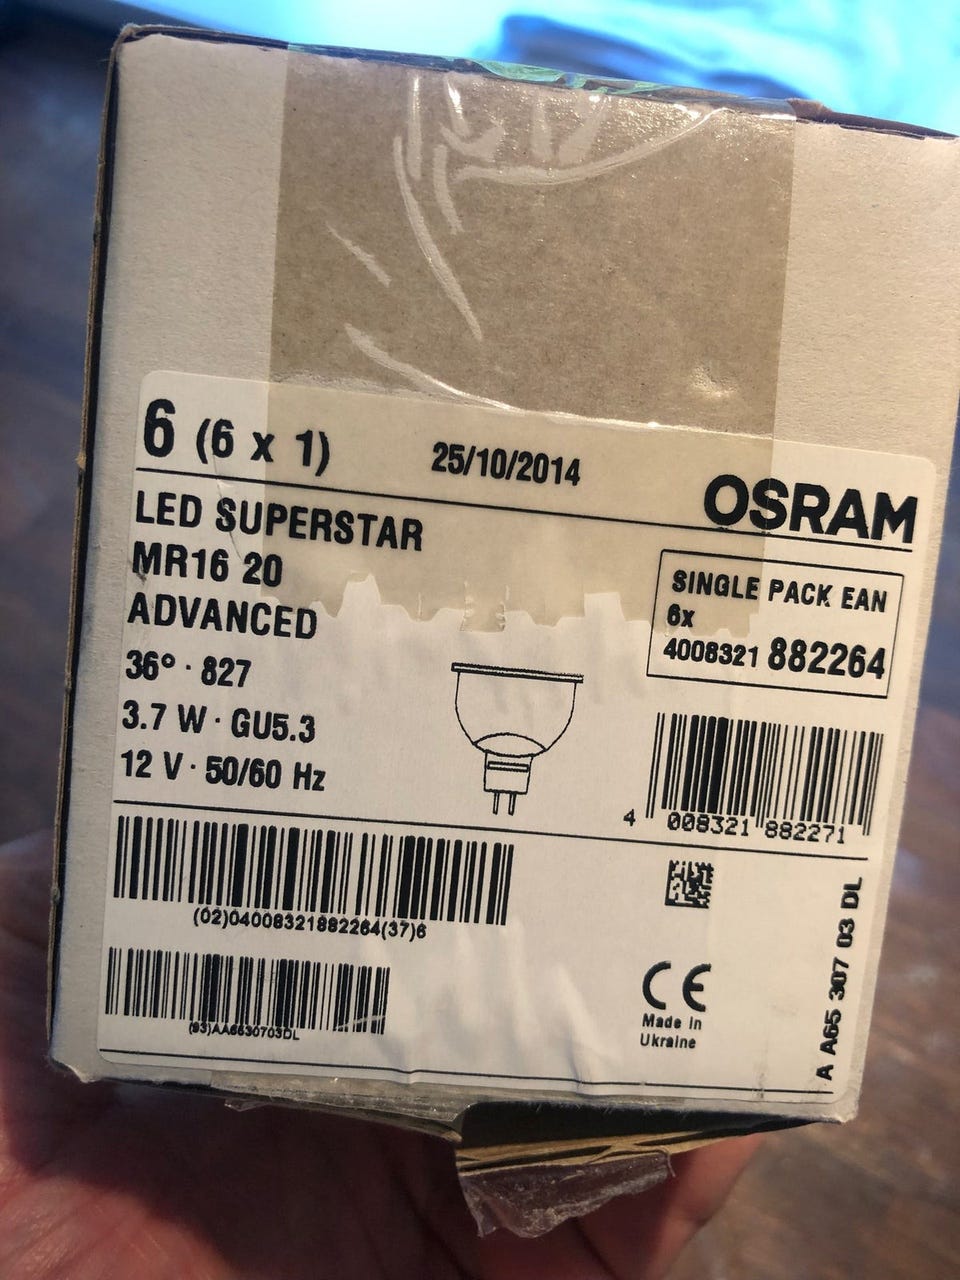 6 (6 x 1)
25/10/2014
OSRAM
LED SUPERSTAR
MR16 20
ADVANCED
36° · 827
3.7 W · GU5.3
12 V · 50/60 Hz
SINGLE PACK EAN
6x
4008321 882264
4 008321 882271
(02)04008321882264(37)6
(93)AA6530703DL
CE
Made in
Ukraine
A A65 307 03 DL